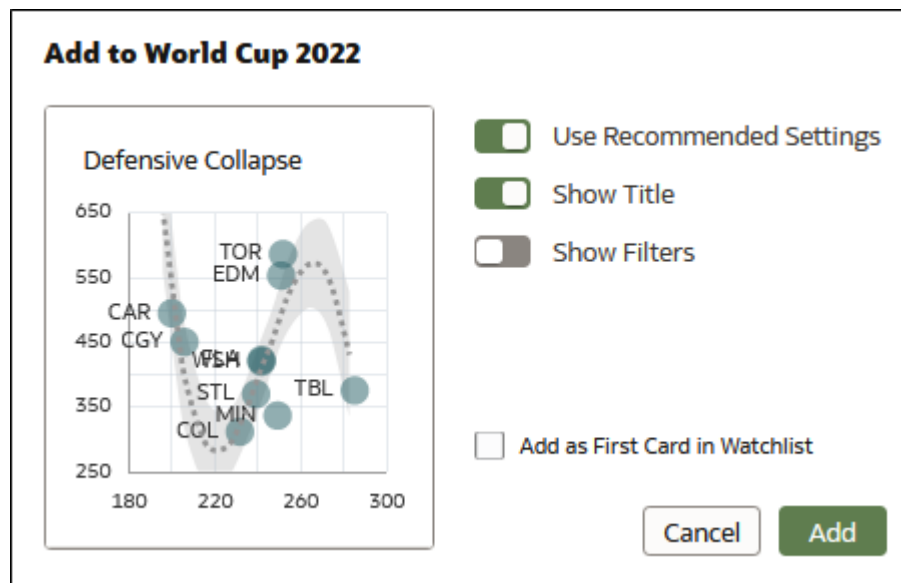 Add to World Cup 2022
Defensive Collapse
Use Recommended Settings
Show Title
Show Filters
650
550
450
350
250
TOR
EDM
CAR
CGY
WSH
FLA
STL
TBL
MIN
COL
180
220
260
300
Add as First Card in Watchlist
Cancel
Add